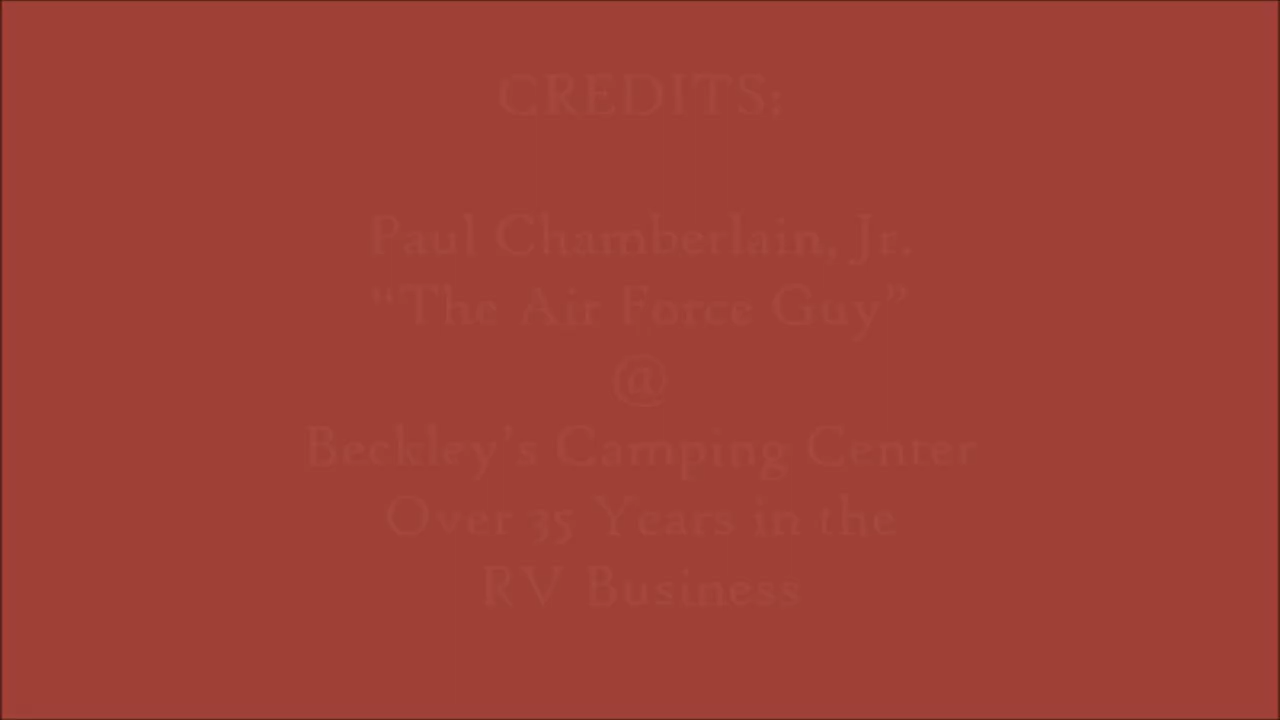 CREDITS:
Paul Chamberlain, Jr.
“The Air Force Guy”
@
Beckley’s Camping Center
Over 35 Years in the
RV Business